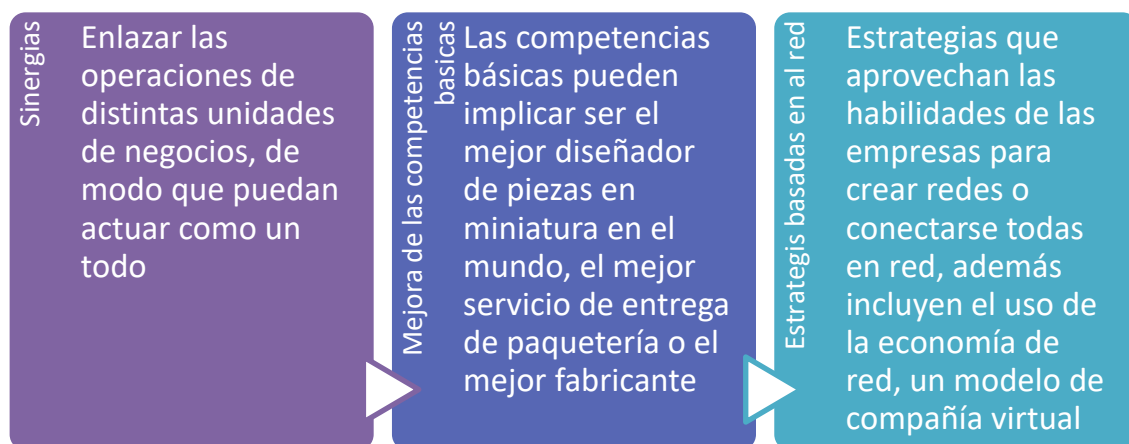 Sinergias
Enlazar las
operaciones de
distintas unidades
de negocios, de
modo que puedan
actuar como un
todo
Mejora de las competencias
basicas
Las competencias
básicas pueden
implicar ser el
mejor diseñador
de piezas en
miniatura en el
mundo, el mejor
servicio de entrega
de paquetería o el
mejor fabricante
Estrategis basadas en al red
Estrategias que
aprovechan las
habilidades de las
empresas para
crear redes o
conectarse todas
en red, además
incluyen el uso de
la economía de
red, un modelo de
compañía virtual